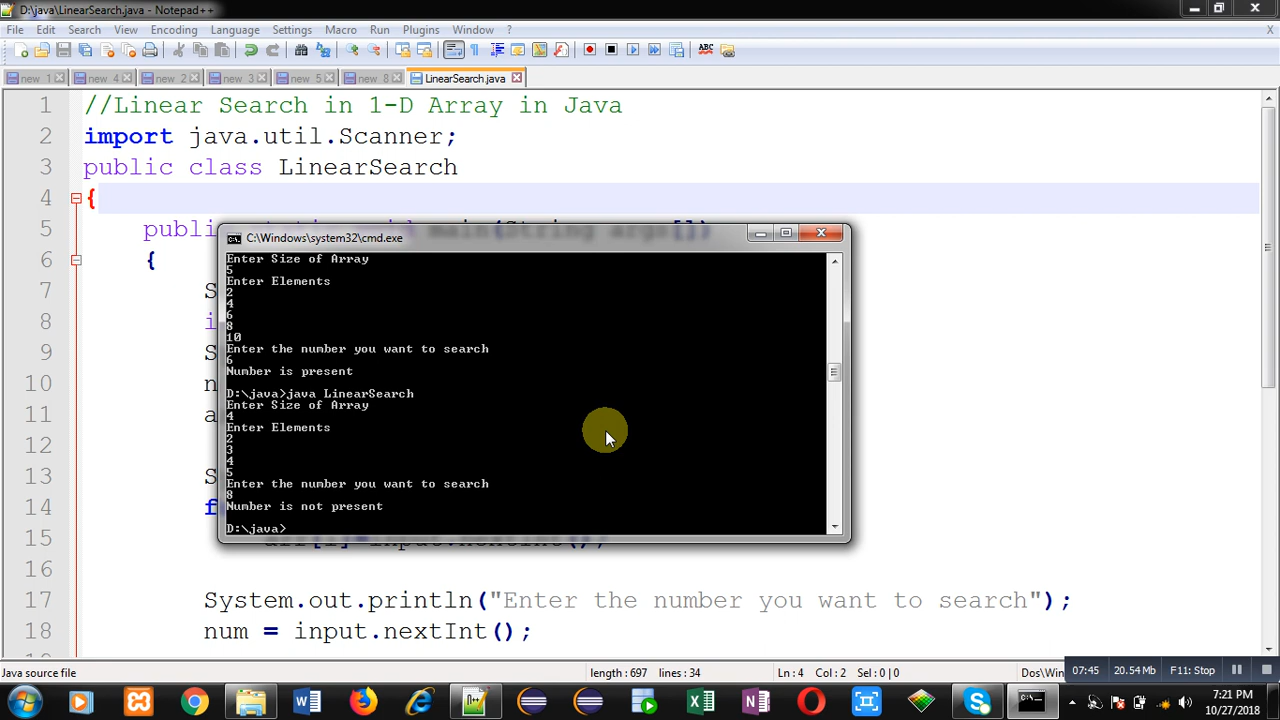 D:\java\LinearSearch.java - Notepad++
File Edit Search View Encoding Language Settings Macro Run Plugins Window ? X
new 1 new 4 new 2 new 3 new 5 new 8 LinearSearch.java
1 //Linear Search in 1-D Array in Java
2 import java.util.Scanner;
3 public class LinearSearch
4 {
5 publi main(String args[])
6 {
7 S
8 i
9 S
10 n
11 a
12
13 S
14 f
15 arr[i]=input.nextInt();
16
17 System.out.println("Enter the number you want to search");
18 num = input.nextInt();
C:\Windows\system32\cmd.exe
Enter Size of Array
5
Enter Elements
2
4
6
8
10
Enter the number you want to search
6
Number is present
D:\java>java LinearSearch
Enter Size of Array
4
Enter Elements
2
3
4
5
Enter the number you want to search
8
Number is not present
D:\java>
Java source file length : 697 lines : 34 Ln : 4 Col : 2 Sel : 0 | 0 Dos\Win
07:45 20.54 Mb F11: Stop
7:21 PM
10/27/2018